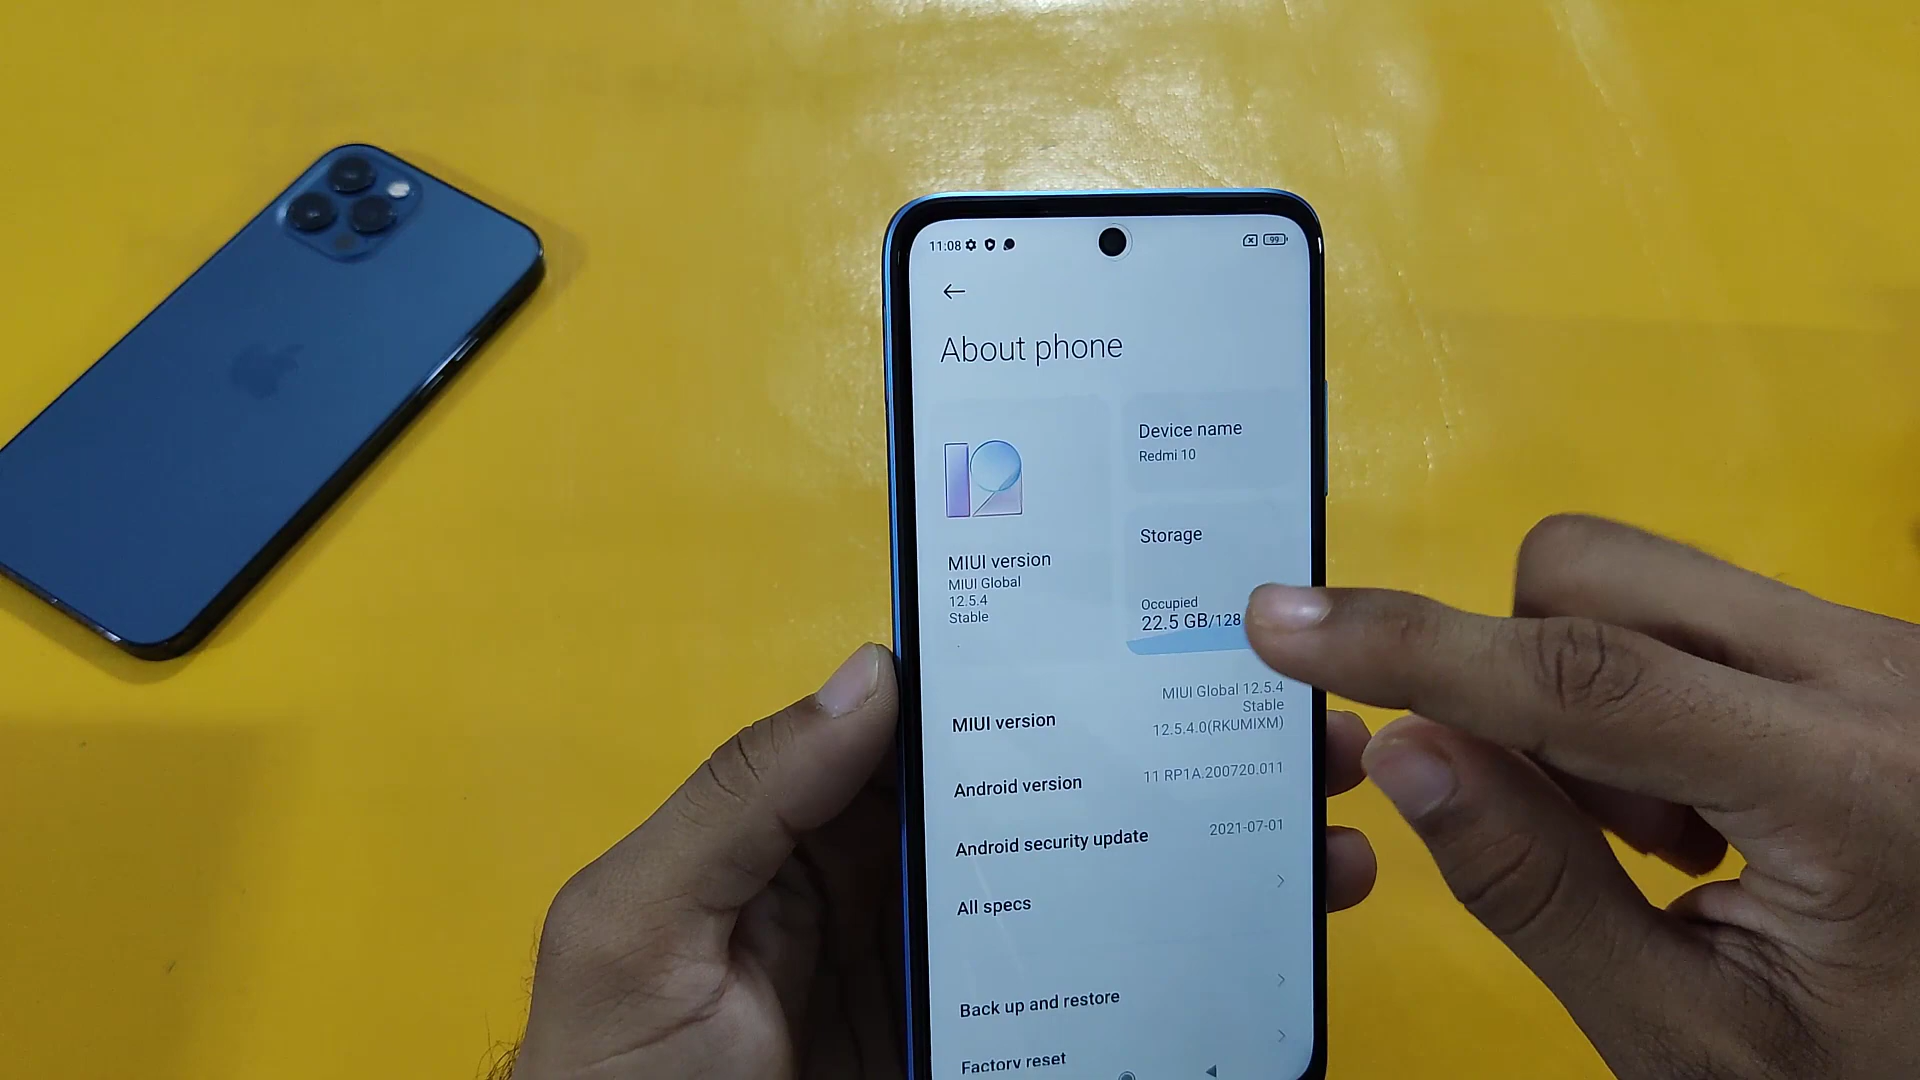 11:08
99
About phone
Device name
Redmi 10
MIUI version
MIUI Global
12.5.4
Stable
Storage
Occupied
22.5 GB/128
MIUI version
MIUI Global 12.5.4
Stable
12.5.4.0(RKUMIXM)
Android version
11 RP1A.200720.011
Android security update
2021-07-01
All specs
Back up and restore
Factory reset